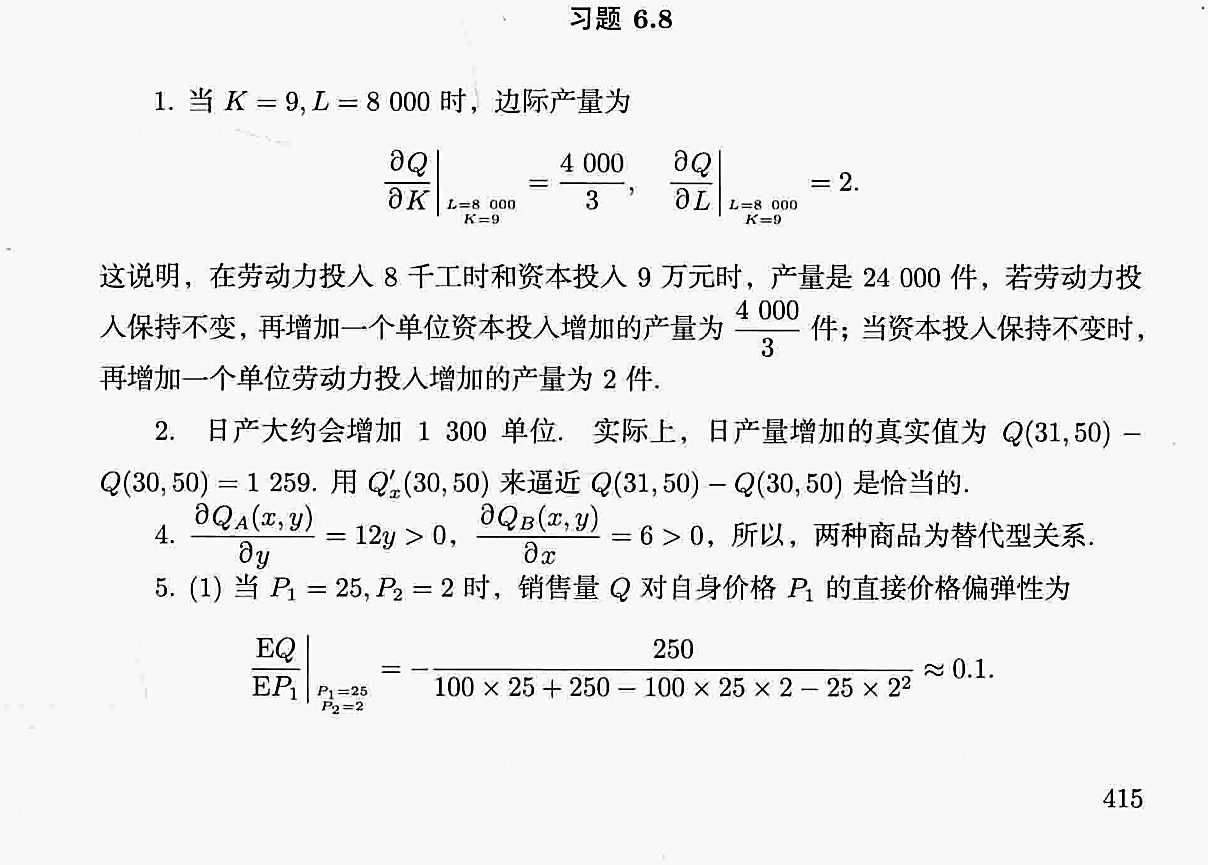 习题 6.8
1. 当 K = 9, L = 8 000 时，边际产量为
∂Q/∂K|_{L=8 000, K=9} = 4 000/3, ∂Q/∂L|_{L=8 000, K=9} = 2.
这说明，在劳动力投入 8 千工时和资本投入 9 万元时，产量是 24 000 件，若劳动力投
入保持不变，再增加一个单位资本投入增加的产量为 4 000/3 件；当资本投入保持不变时，
再增加一个单位劳动力投入增加的产量为 2 件.
2. 日产大约会增加 1 300 单位. 实际上，日产量增加的真实值为 Q(31, 50) −
Q(30, 50) = 1 259. 用 Q′ₓ(30, 50) 来逼近 Q(31, 50) − Q(30, 50) 是恰当的.
4. ∂Q_A(x, y)/∂y = 12y > 0, ∂Q_B(x, y)/∂x = 6 > 0，所以，两种商品为替代型关系.
5. (1) 当 P₁ = 25, P₂ = 2 时，销售量 Q 对自身价格 P₁ 的直接价格偏弹性为
EQ/EP₁|_{P₁=25, P₂=2} = −250/(100 × 25 + 250 − 100 × 25 × 2 − 25 × 2²) ≈ 0.1.
415